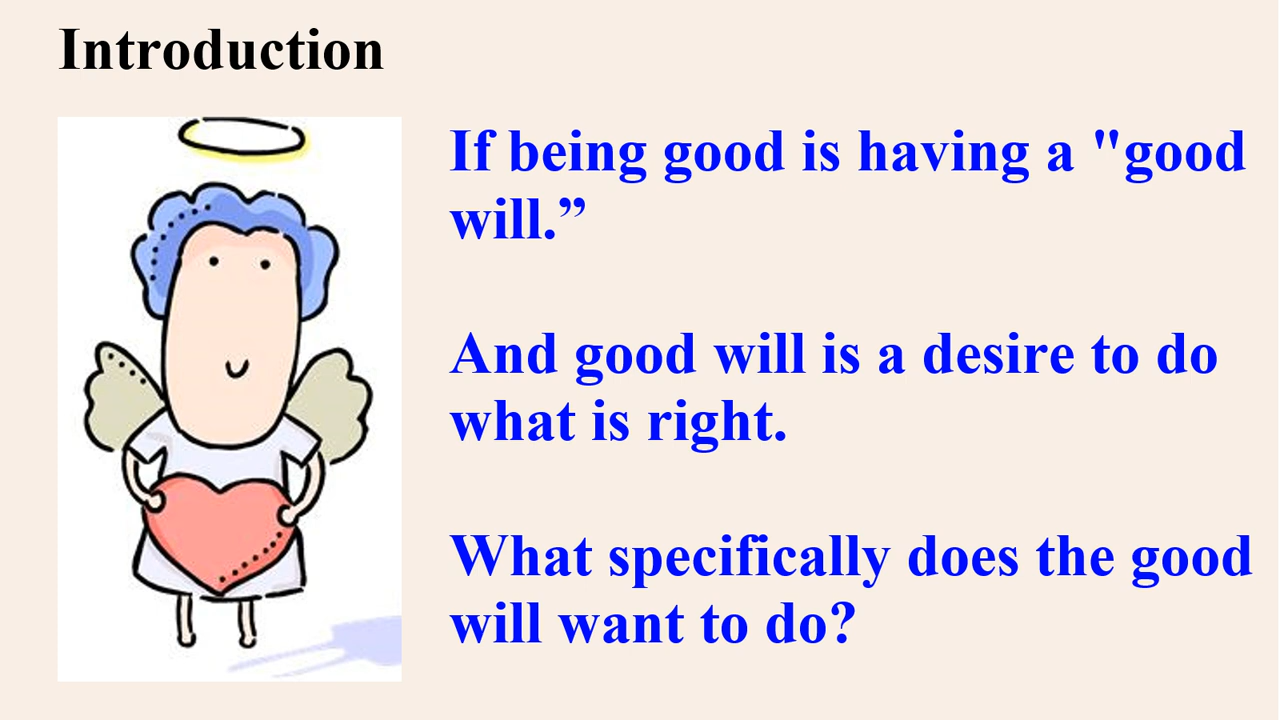 Introduction
If being good is having a "good
will.”
And good will is a desire to do
what is right.
What specifically does the good
will want to do?